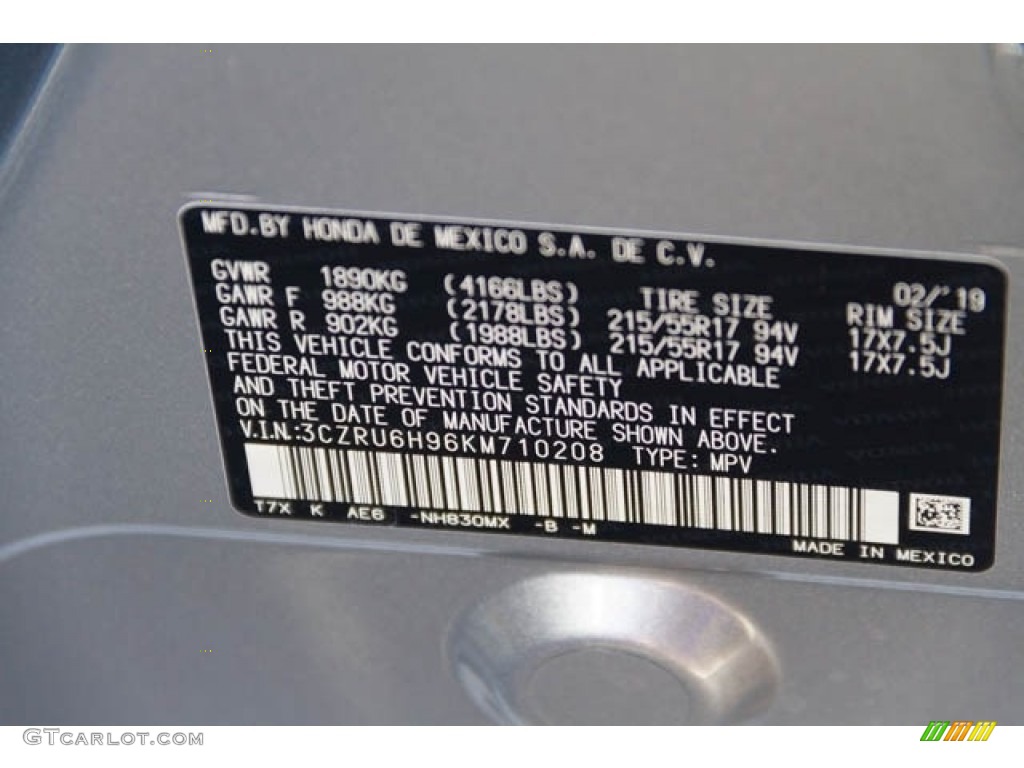 MFD.BY HONDA DE MEXICO S.A. DE C.V.
02/'19
GVWR 1890KG (4166LBS) TIRE SIZE RIM SIZE
GAWR F 988KG (2178LBS) 215/55R17 94V 17X7.5J
GAWR R 902KG (1988LBS) 215/55R17 94V 17X7.5J
THIS VEHICLE CONFORMS TO ALL APPLICABLE
FEDERAL MOTOR VEHICLE SAFETY
AND THEFT PREVENTION STANDARDS IN EFFECT
ON THE DATE OF MANUFACTURE SHOWN ABOVE.
V.I.N.:3CZRU6H96KM710208 TYPE: MPV
T7X K AE6 -NH830MX -B -M
MADE IN MEXICO
GTCARLOT.COM